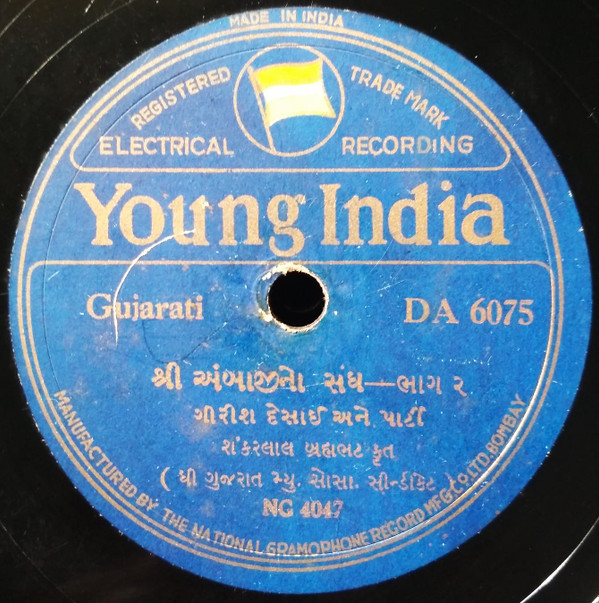 MADE IN INDIA
REGISTERED TRADE MARK
ELECTRICAL RECORDING
Young India
Gujarati DA 6075
શ્રી અંબાજીનો સંઘ—ભાગ ૨
ગીરીશ દેસાઈ અને પાર્ટી
શંકરલાલ બ્રહ્મભટ કૃત
( ધી ગુજરાત મ્યુ. સોસા. સીન્ડીકેટ )
NG 4047
MANUFACTURED BY THE NATIONAL GRAMOPHONE RECORD MFG.CO.LTD.BOMBAY